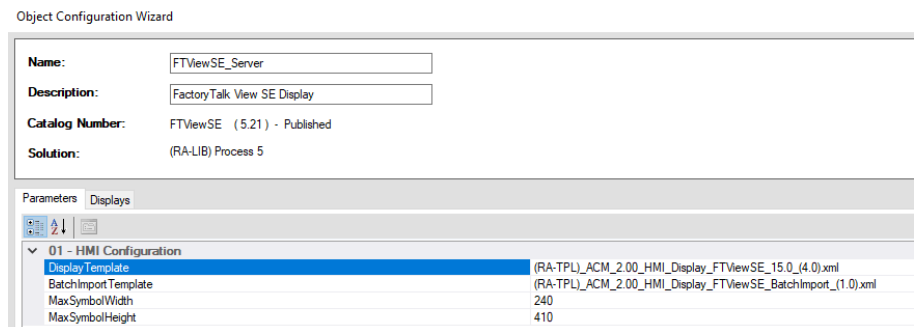 Object Configuration Wizard
Name: FTViewSE_Server
Description: FactoryTalk View SE Display
Catalog Number: FTViewSE ( 5.21 ) - Published
Solution: (RA-LIB) Process 5
Parameters Displays
01 - HMI Configuration
DisplayTemplate (RA-TPL)_ACM_2.00_HMI_Display_FTViewSE_15.0_(4.0).xml
BatchImportTemplate (RA-TPL)_ACM_2.00_HMI_Display_FTViewSE_BatchImport_(1.0).xml
MaxSymbolWidth 240
MaxSymbolHeight 410